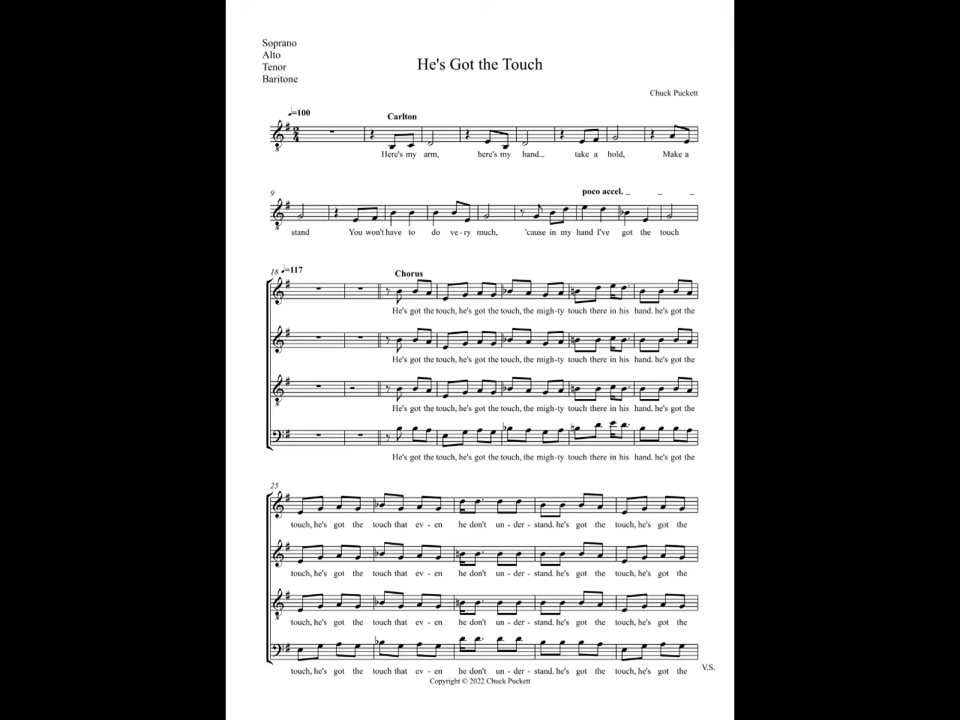 Soprano
Alto
Tenor
Baritone
He's Got the Touch
Chuck Puckett
♩=100
Carlton
2
4
8
Here's my arm, here's my hand... take a hold, Make a
9
poco accel. _ _ _
8
stand You won't have to do ve - ry much, 'cause in my hand I've got the touch
18 ♩=117
Chorus
He's got the touch, he's got the touch, the migh-ty touch there in his hand. he's got the
He's got the touch, he's got the touch, the migh-ty touch there in his hand. he's got the
8
He's got the touch, he's got the touch, the migh-ty touch there in his hand. he's got the
He's got the touch, he's got the touch, the migh-ty touch there in his hand. he's got the
25
touch, he's got the touch that ev - en he don't un - der - stand. he's got the touch, he's got the
touch, he's got the touch that ev - en he don't un - der - stand. he's got the touch, he's got the
8
touch, he's got the touch that ev - en he don't un - der - stand. he's got the touch, he's got the
V.S.
touch, he's got the touch that ev - en he don't un - der - stand. he's got the touch, he's got the
Copyright © 2022 Chuck Puckett